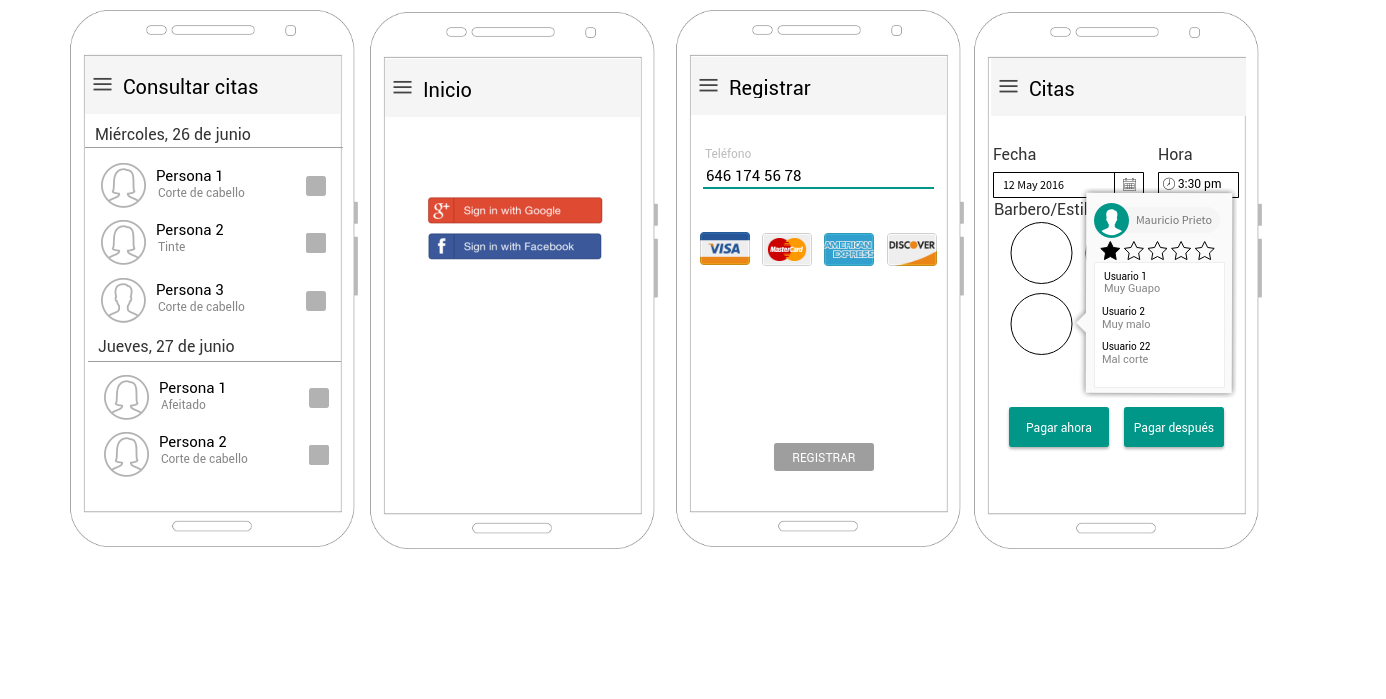 Consultar citas
Miércoles, 26 de junio
Persona 1
Corte de cabello
Persona 2
Tinte
Persona 3
Corte de cabello
Jueves, 27 de junio
Persona 1
Afeitado
Persona 2
Corte de cabello
Inicio
Sign in with Google
Sign in with Facebook
Registrar
Teléfono
646 174 56 78
VISA
MasterCard
AMERICAN
EXPRESS
DISCOVER
REGISTRAR
Citas
Fecha
Hora
12 May 2016
3:30 pm
Barbero/Estil
Mauricio Prieto
Usuario 1
Muy Guapo
Usuario 2
Muy malo
Usuario 22
Mal corte
Pagar ahora
Pagar después